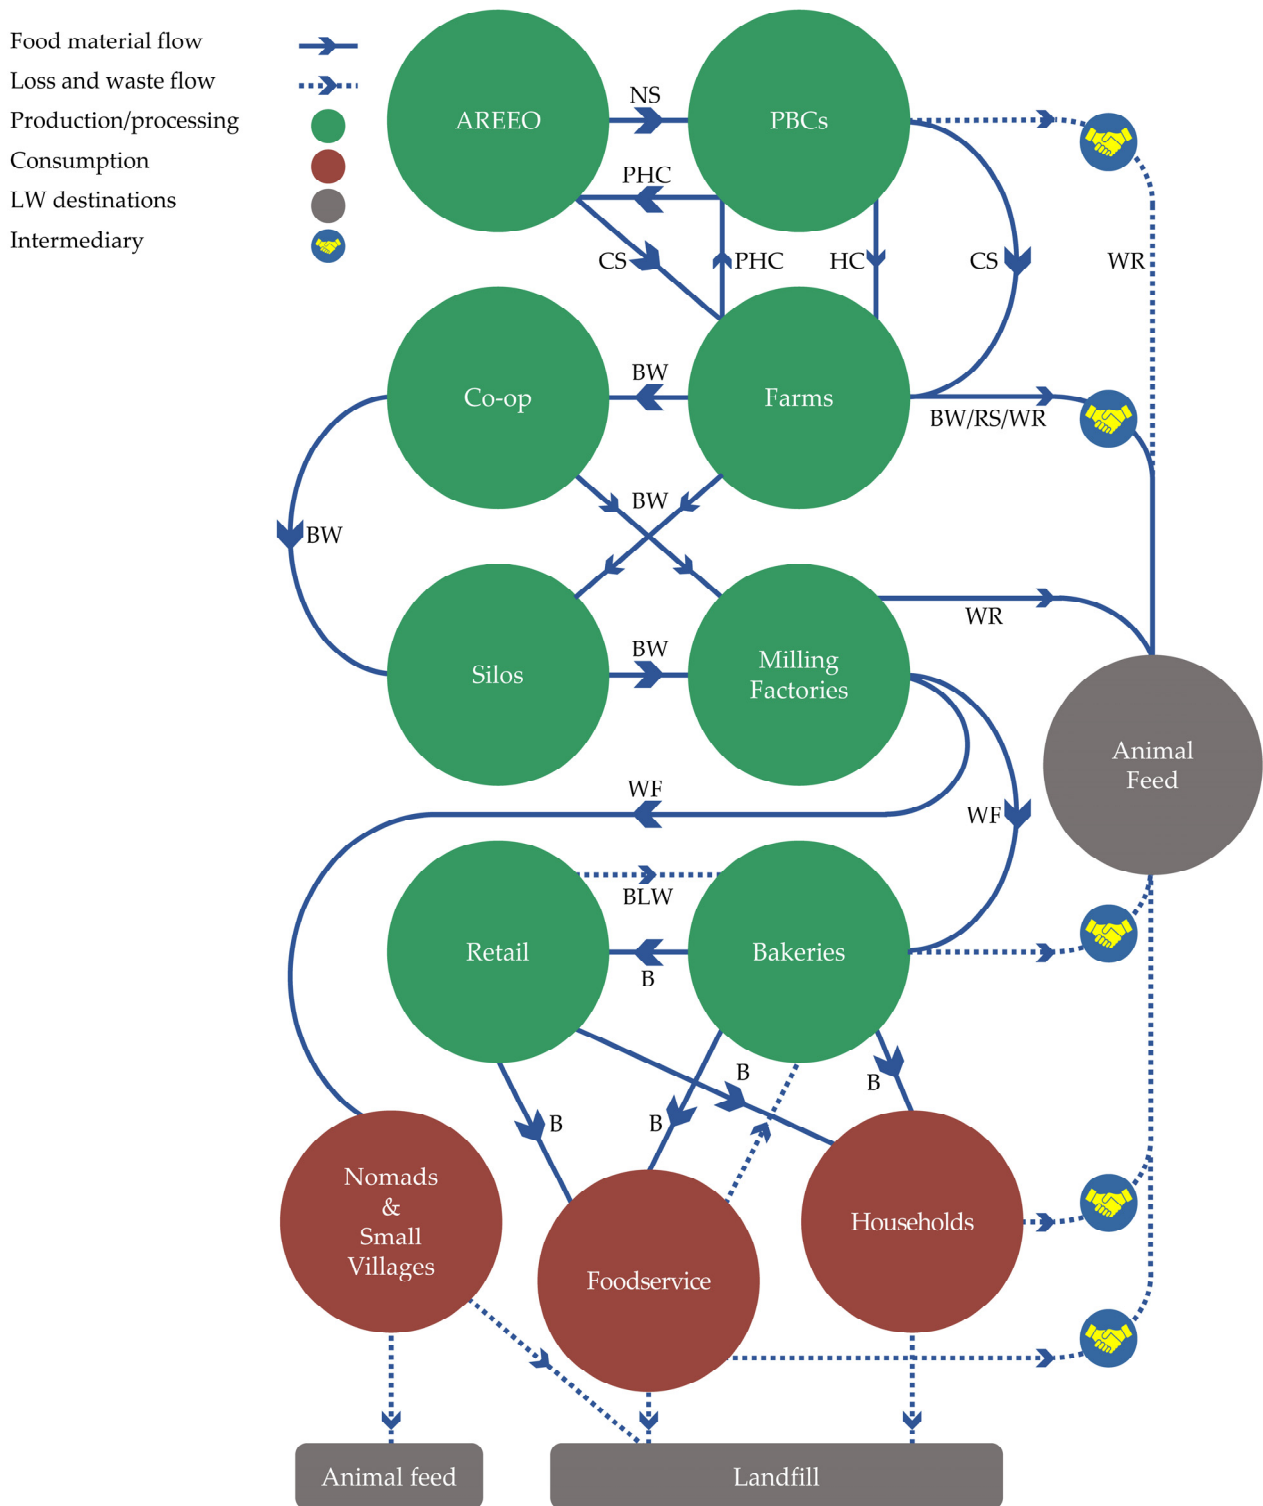 Food material flow
Loss and waste flow
Production/processing
Consumption
LW destinations
Intermediary
AREEO
NS
PBCs
PHC
CS
PHC
HC
CS
WR
Co-op
BW
Farms
BW/RS/WR
BW
BW
Silos
BW
Milling
Factories
WR
Animal
Feed
WF
WF
Retail
BLW
B
Bakeries
B
B
B
B
Nomads
&
Small
Villages
Foodservice
Households
Animal feed
Landfill